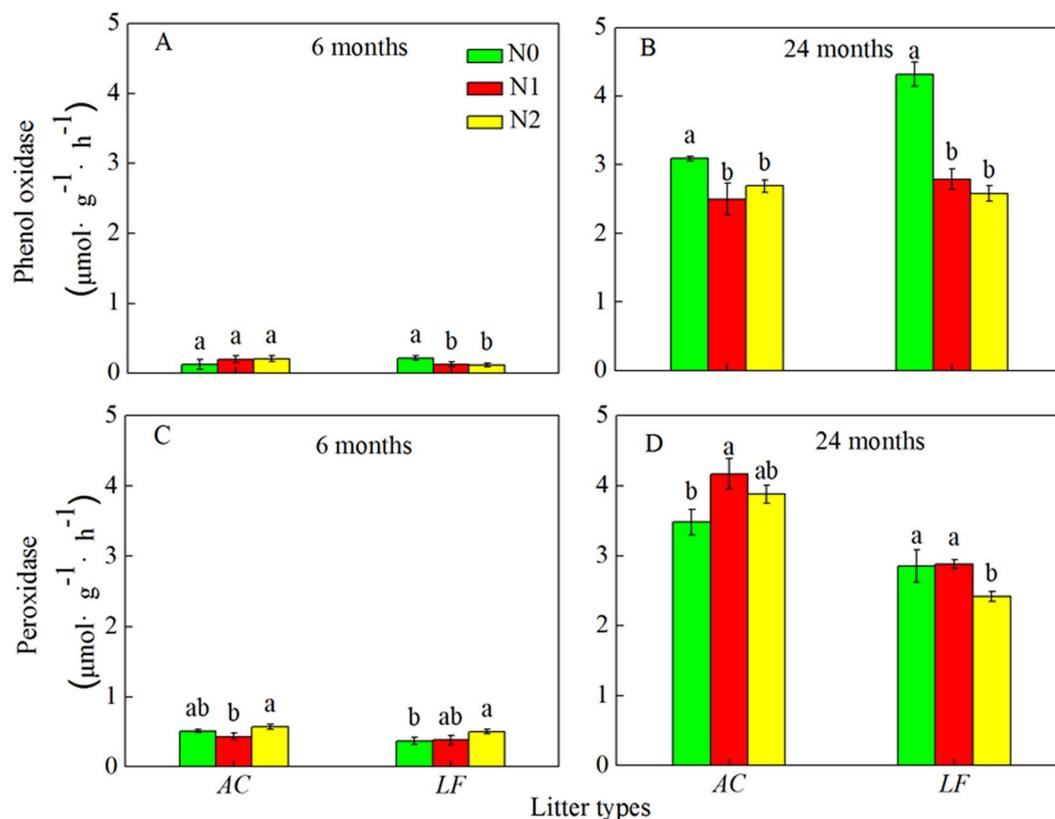 A
6 months
N0
N1
N2
Phenol oxidase
(μmol· g-1 · h-1)
5
4
3
2
1
0
a
a
a
a
b
b
B
24 months
5
4
3
2
1
0
a
b
b
a
b
b
C
6 months
Peroxidase
(μmol· g-1 · h-1)
5
4
3
2
1
0
ab
b
a
b
ab
a
AC
LF
D
24 months
5
4
3
2
1
0
b
a
ab
a
a
b
AC
LF
Litter types